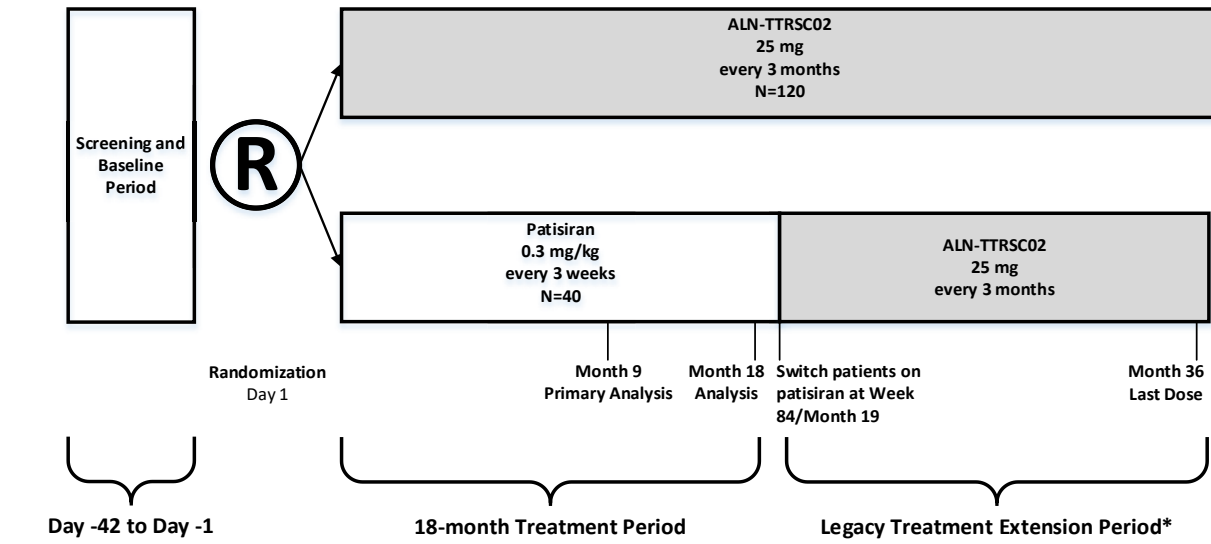 ALN-TTRSC02
25 mg
every 3 months
N=120
Screening and
Baseline
Period
R
Patisiran
0.3 mg/kg
every 3 weeks
N=40
ALN-TTRSC02
25 mg
every 3 months
Randomization
Day 1
Month 9
Primary Analysis
Month 18
Analysis
Switch patients on
patisiran at Week
84/Month 19
Month 36
Last Dose
Day -42 to Day -1
18-month Treatment Period
Legacy Treatment Extension Period*